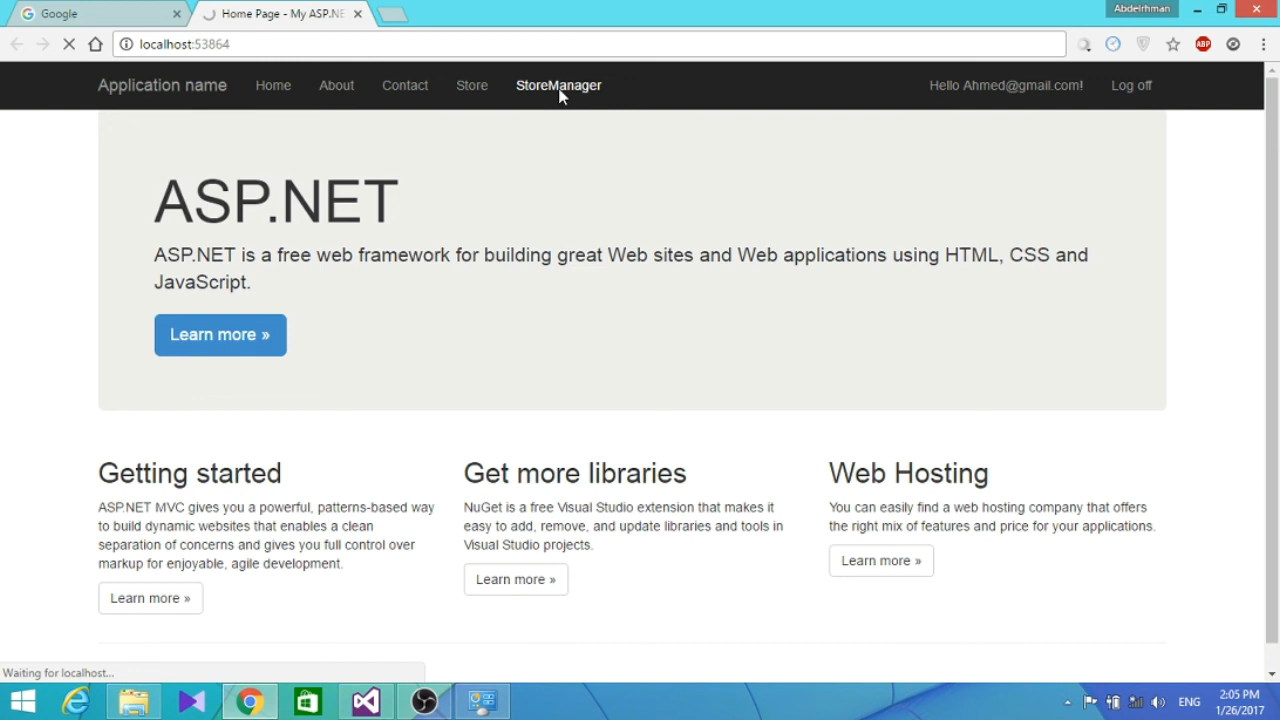 Google
Home Page - My ASP.NE
Abdelrhman
localhost:53864
ABP
Application name
Home
About
Contact
Store
StoreManager
Hello Ahmed@gmail.com!
Log off
ASP.NET
ASP.NET is a free web framework for building great Web sites and Web applications using HTML, CSS and
JavaScript.
Learn more »
Getting started
ASP.NET MVC gives you a powerful, patterns-based way
to build dynamic websites that enables a clean
separation of concerns and gives you full control over
markup for enjoyable, agile development.
Learn more »
Get more libraries
NuGet is a free Visual Studio extension that makes it
easy to add, remove, and update libraries and tools in
Visual Studio projects.
Learn more »
Web Hosting
You can easily find a web hosting company that offers
the right mix of features and price for your applications.
Learn more »
Waiting for localhost...
ENG
2:05 PM
1/26/2017